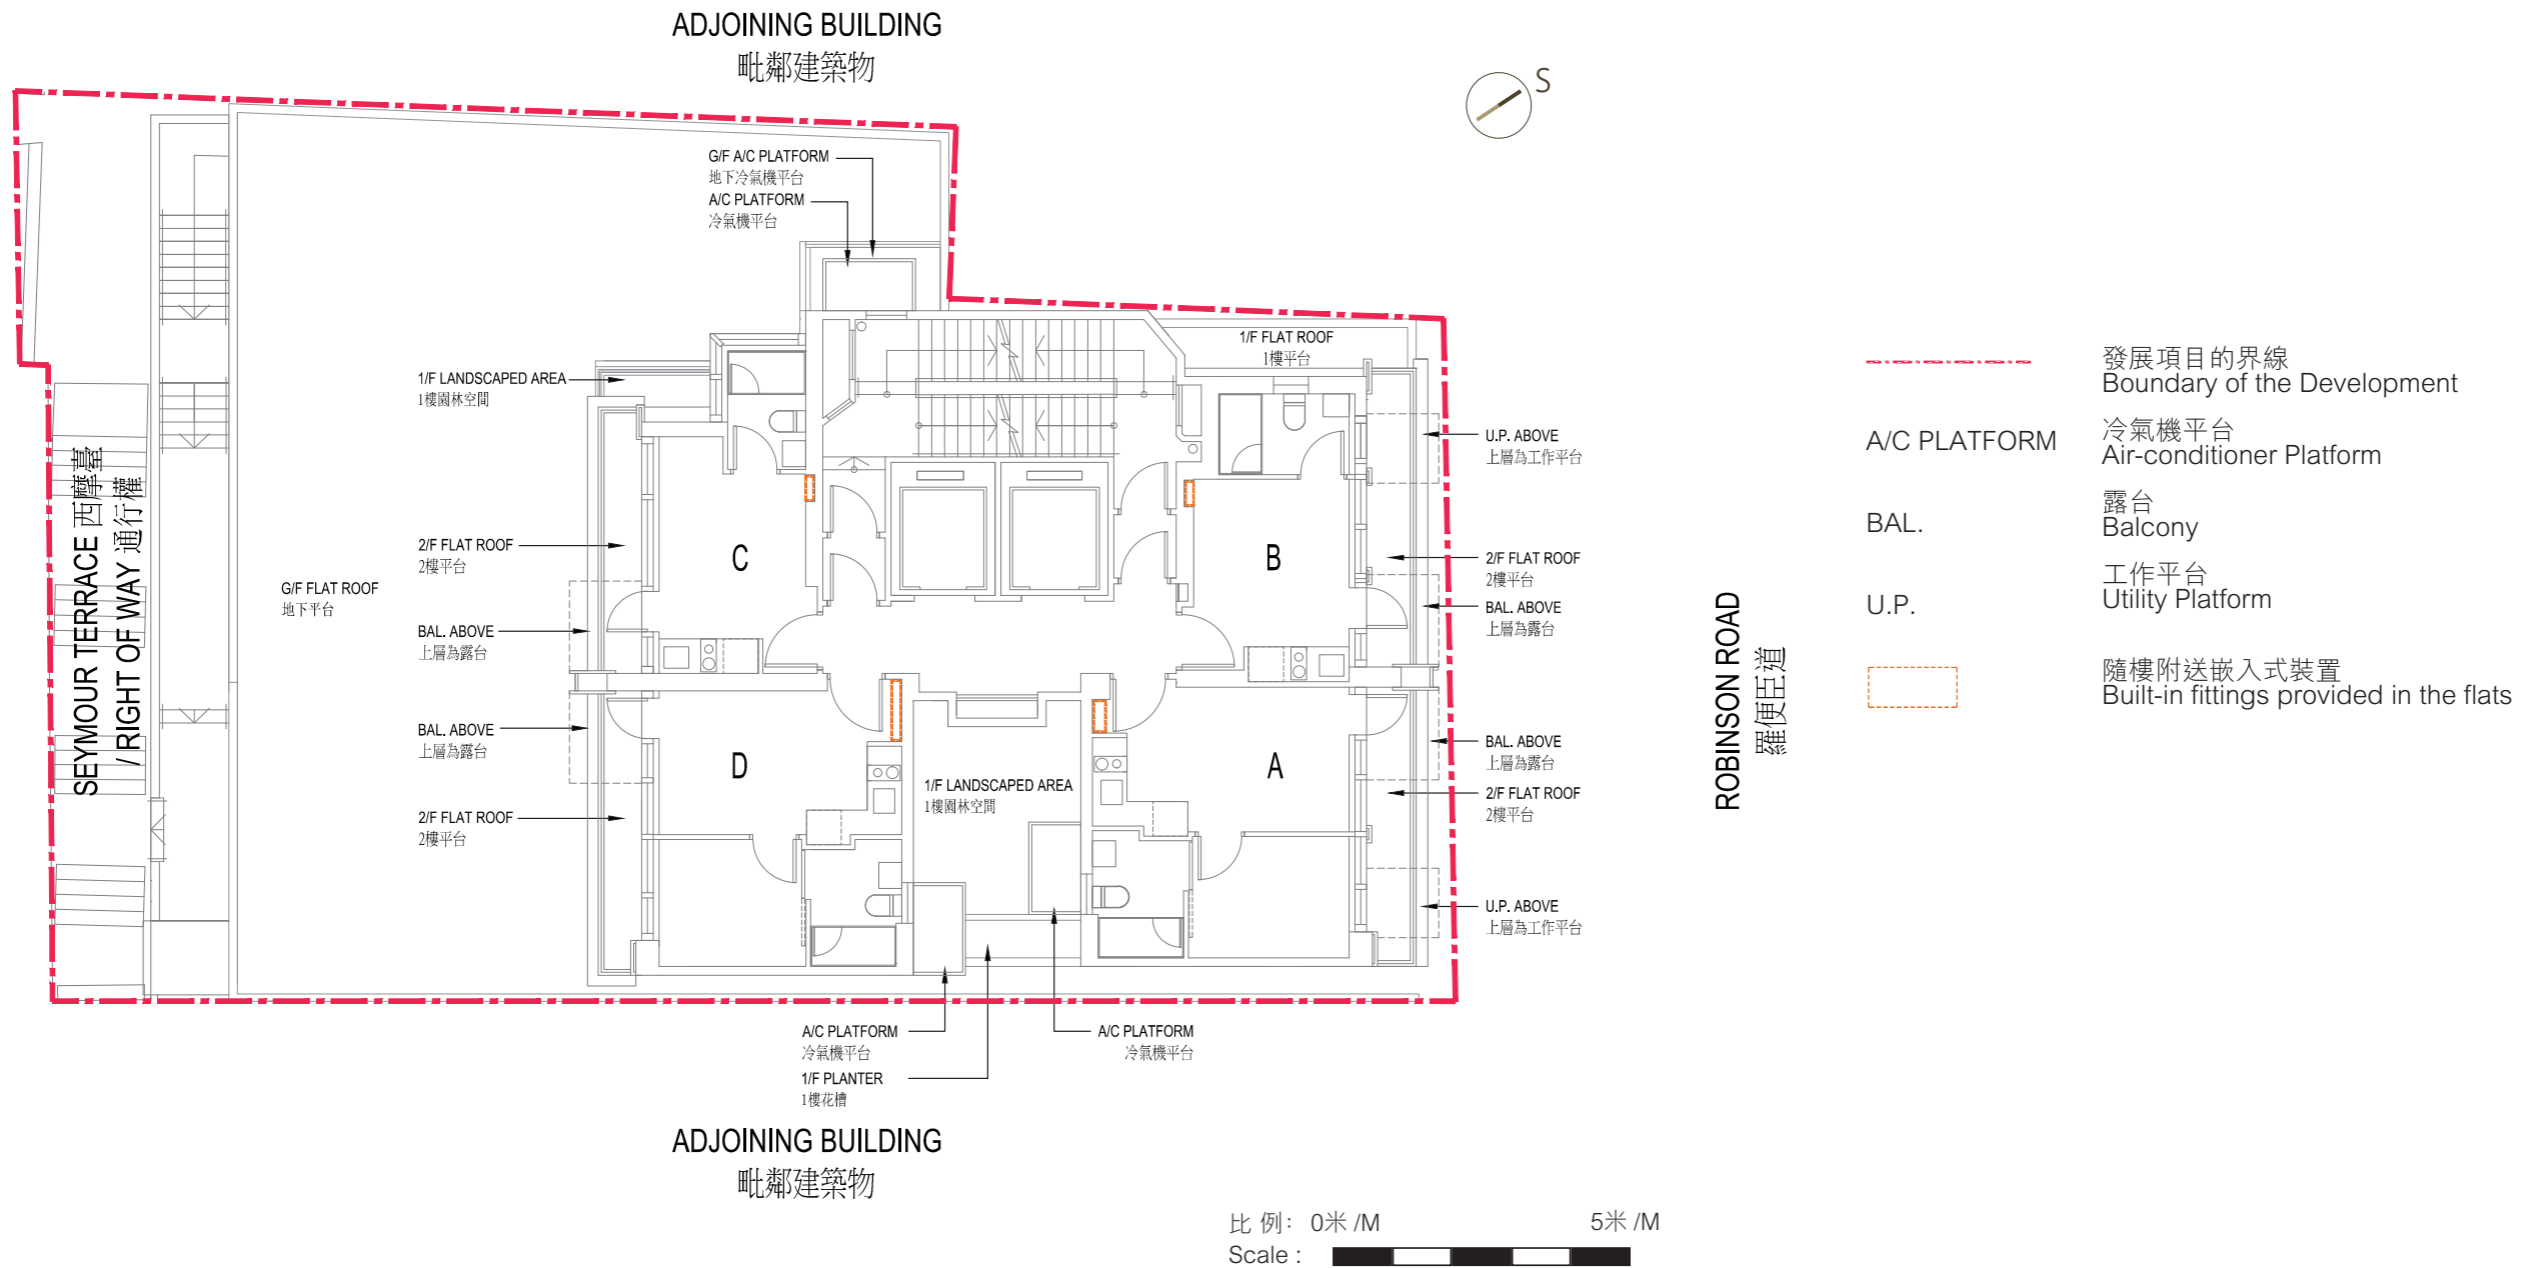 ADJOINING BUILDING
毗鄰建築物
S
G/F A/C PLATFORM
地下冷氣機平台
A/C PLATFORM
冷氣機平台
1/F FLAT ROOF
1樓平台
1/F LANDSCAPED AREA
1樓園林空間
U.P. ABOVE
上層為工作平台
2/F FLAT ROOF
2樓平台
C
B
2/F FLAT ROOF
2樓平台
G/F FLAT ROOF
地下平台
BAL. ABOVE
上層為露台
BAL. ABOVE
上層為露台
SEYMOUR TERRACE 西摩臺
/ RIGHT OF WAY 通行權
BAL. ABOVE
上層為露台
D
A
BAL. ABOVE
上層為露台
2/F FLAT ROOF
2樓平台
1/F LANDSCAPED AREA
1樓園林空間
2/F FLAT ROOF
2樓平台
U.P. ABOVE
上層為工作平台
ROBINSON ROAD
羅便臣道
A/C PLATFORM
冷氣機平台
A/C PLATFORM
冷氣機平台
1/F PLANTER
1樓花槽
ADJOINING BUILDING
毗鄰建築物
發展項目的界線
Boundary of the Development
A/C PLATFORM
冷氣機平台
Air-conditioner Platform
BAL.
露台
Balcony
U.P.
工作平台
Utility Platform
隨樓附送嵌入式裝置
Built-in fittings provided in the flats
比例： 0米 /M 5米 /M
Scale :